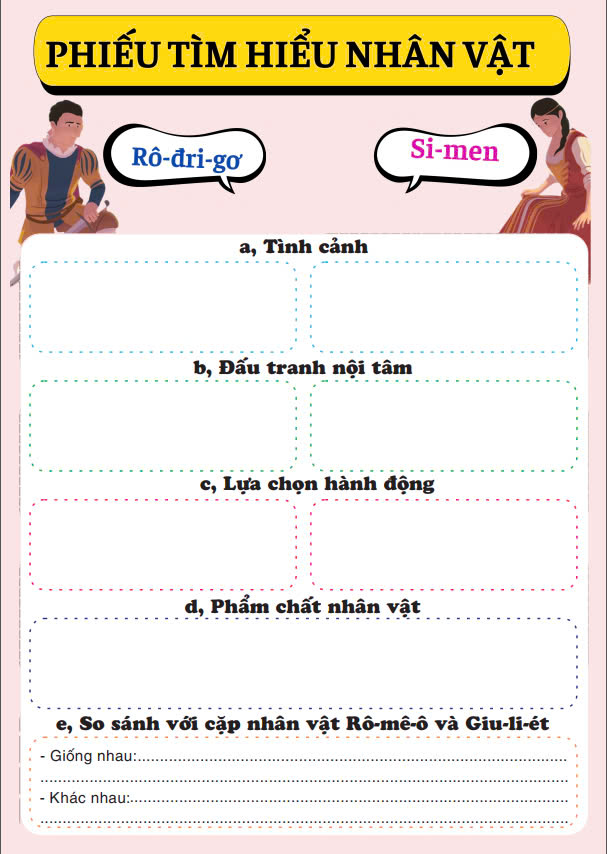 PHIẾU TÌM HIỂU NHÂN VẬT
Rô-đri-gơ
Si-men
a, Tình cảnh
b, Đấu tranh nội tâm
c, Lựa chọn hành động
d, Phẩm chất nhân vật
e, So sánh với cặp nhân vật Rô-mê-ô và Giu-li-ét
- Giống nhau:
- Khác nhau: